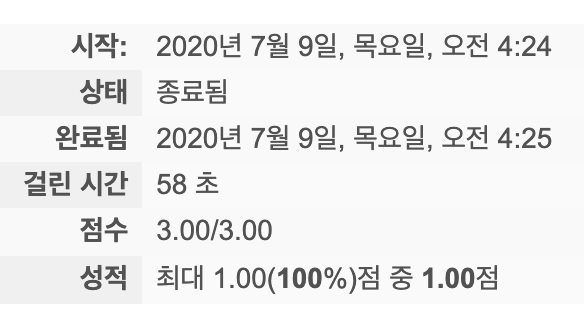 시작: 2020년 7월 9일, 목요일, 오전 4:24
상태 종료됨
완료됨 2020년 7월 9일, 목요일, 오전 4:25
걸린 시간 58 초
점수 3.00/3.00
성적 최대 1.00(100%)점 중 1.00점